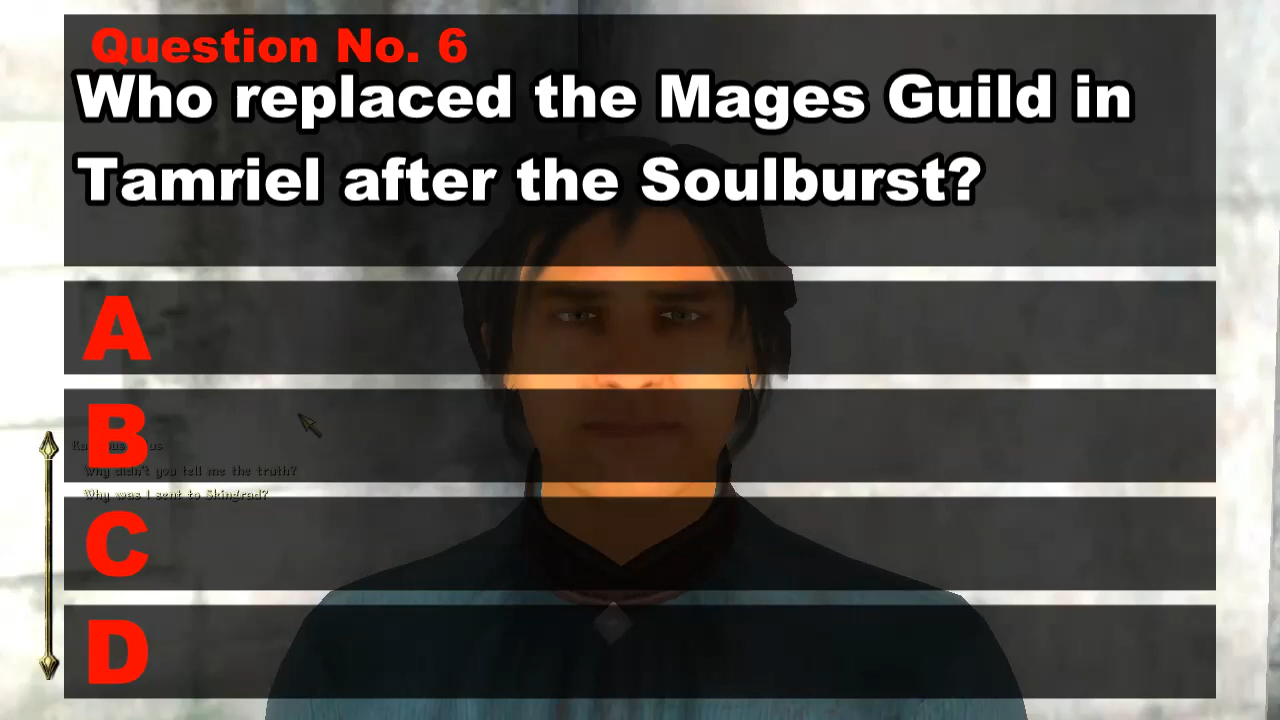 Question No. 6
Who replaced the Mages Guild in
Tamriel after the Soulburst?
A
B
Why didn't you tell me the truth?
Why was I sent to Skingrad?
C
D